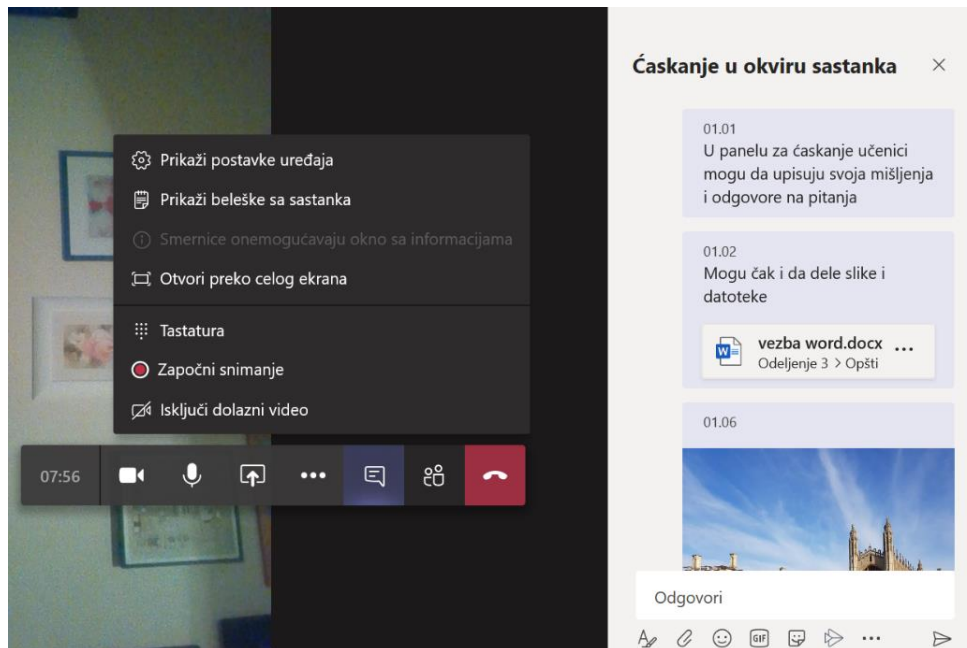 Prikaži postavke uređaja
Prikaži beleške sa sastanka
Smernice onemogućavaju okno sa informacijama
Otvori preko celog ekrana
Tastatura
Započni snimanje
Isključi dolazni video
07:56
Ćaskanje u okviru sastanka
01.01
U panelu za ćaskanje učenici
mogu da upisuju svoja mišljenja
i odgovore na pitanja
01.02
Mogu čak i da dele slike i
datoteke
W
vezba word.docx
Odeljenje 3 > Opšti
01.06
Odgovori
GIF